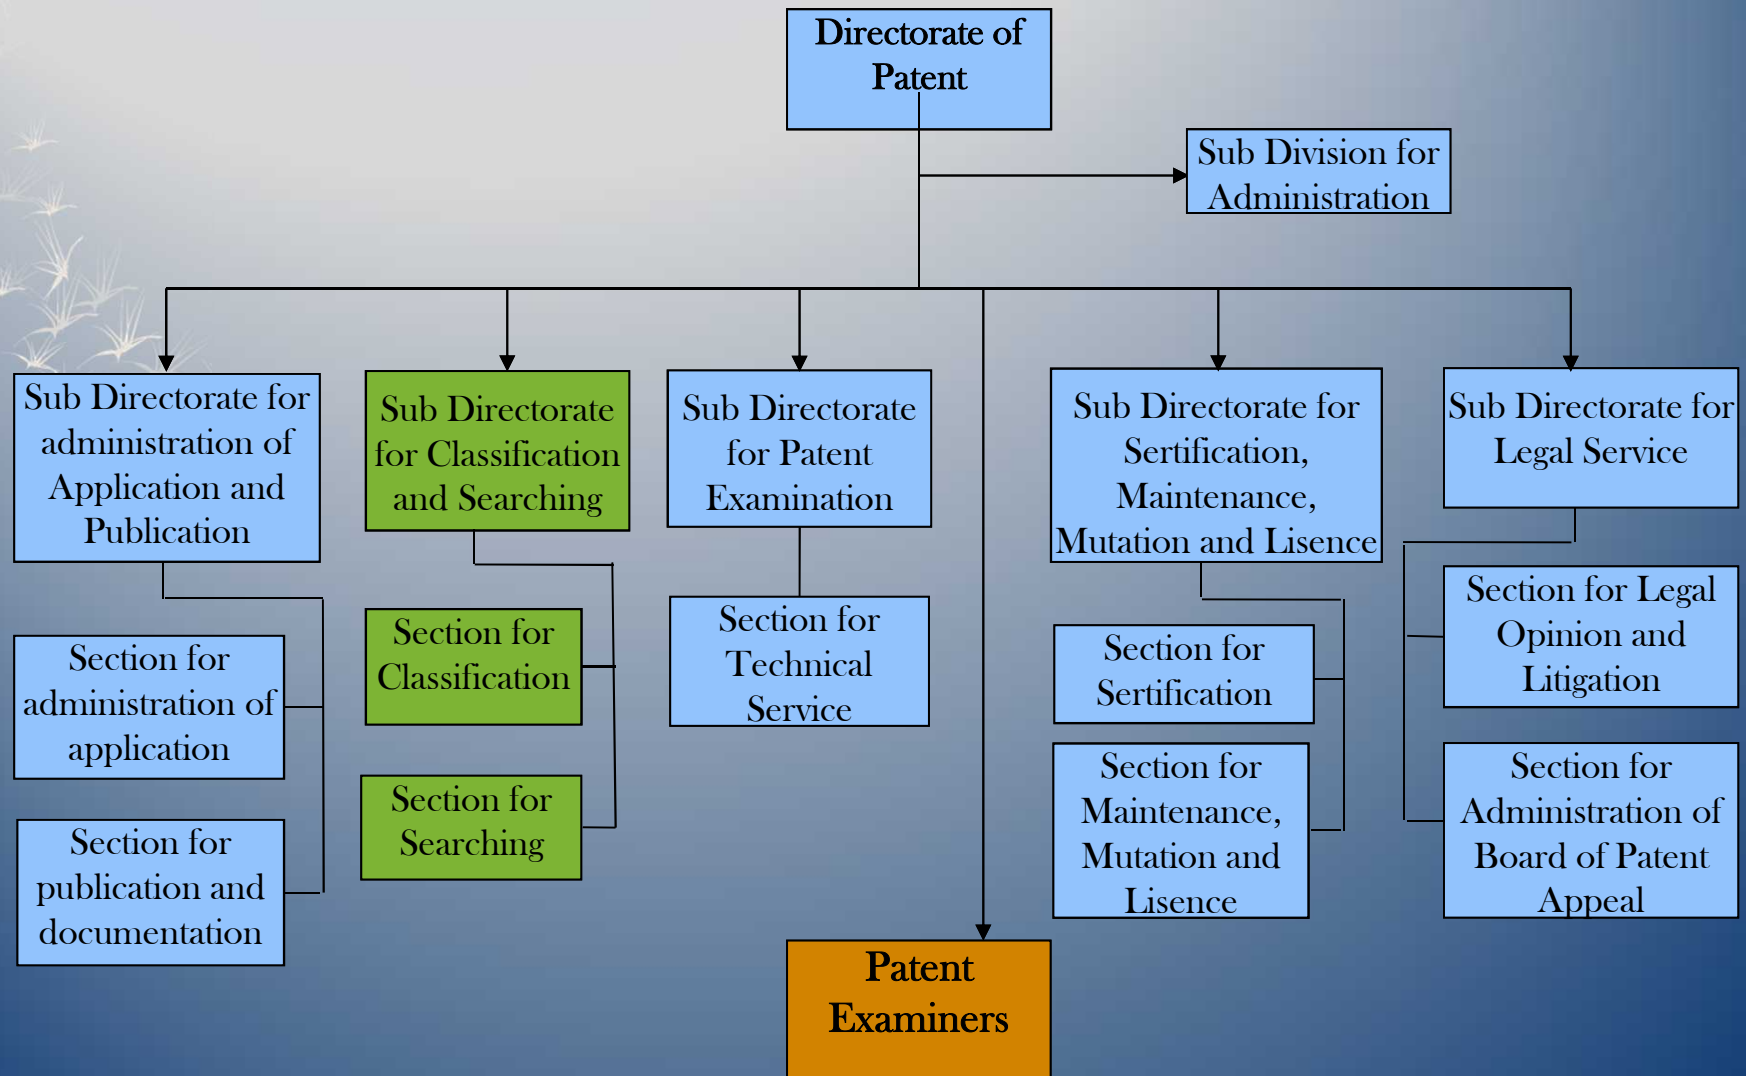 Directorate of
Patent
Sub Division for
Administration
Sub Directorate for
administration of
Application and
Publication
Sub Directorate
for Classification
and Searching
Sub Directorate
for Patent
Examination
Sub Directorate for
Sertification,
Maintenance,
Mutation and Lisence
Sub Directorate for
Legal Service
Section for
administration of
application
Section for
publication and
documentation
Section for
Classification
Section for
Searching
Section for
Technical
Service
Section for
Sertification
Section for
Maintenance,
Mutation and
Lisence
Section for Legal
Opinion and
Litigation
Section for
Administration of
Board of Patent
Appeal
Patent
Examiners